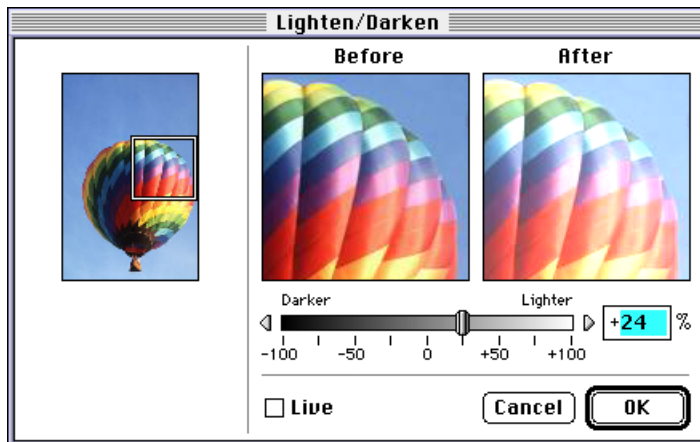 Lighten/Darken
Before After
Darker Lighter
+24 %
-100 -50 0 +50 +100
Live Cancel OK